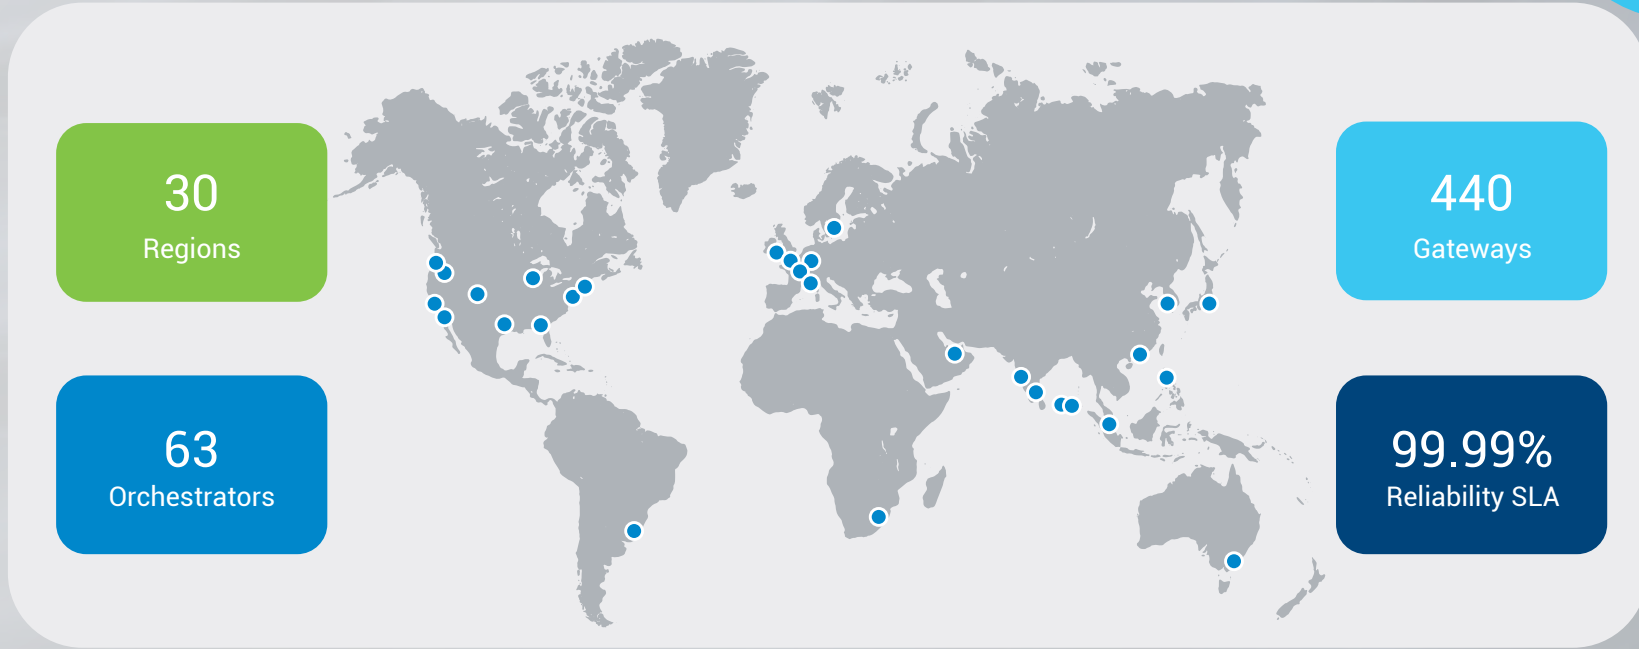 30
Regions
440
Gateways
63
Orchestrators
99.99%
Reliability SLA